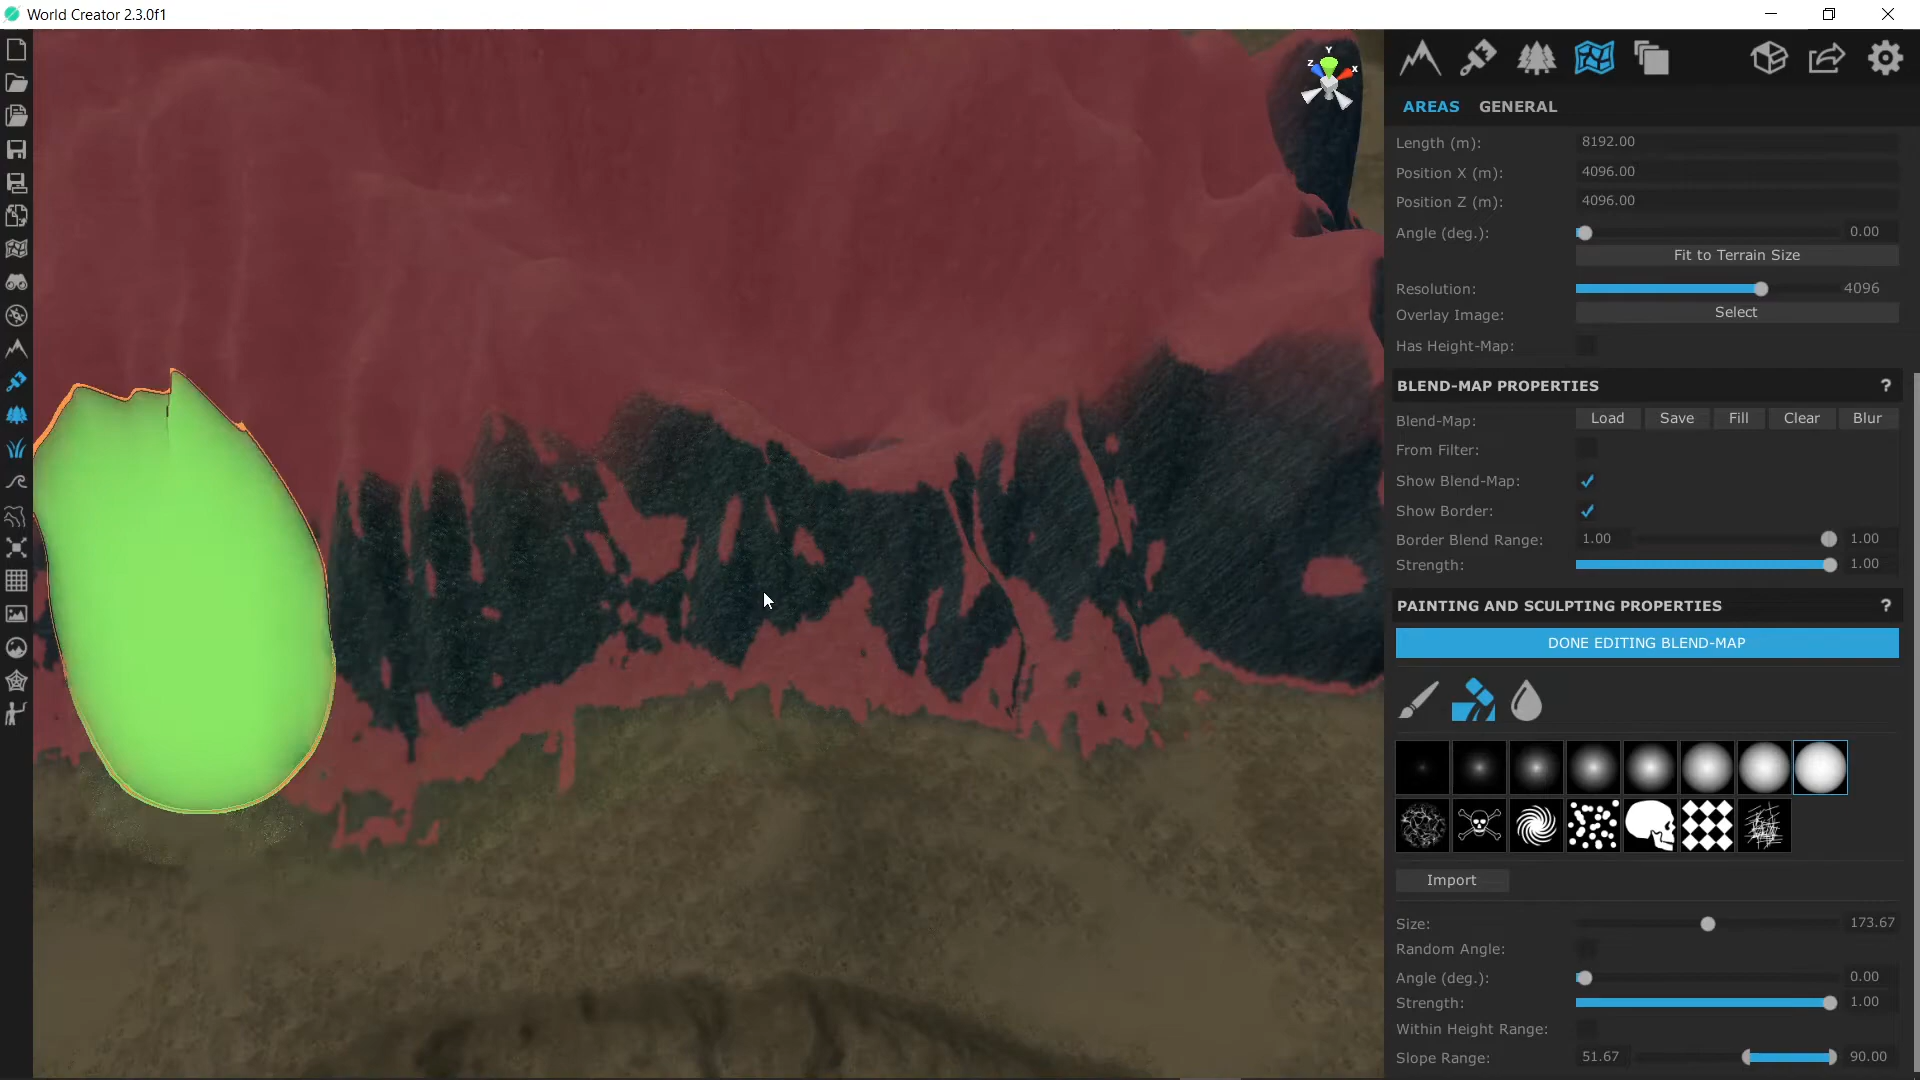 World Creator 2.3.0f1
Y
Z
X
AREAS GENERAL
Length (m): 8192.00
Position X (m): 4096.00
Position Z (m): 4096.00
Angle (deg.): 0.00
Fit to Terrain Size
Resolution: 4096
Overlay Image: Select
Has Height-Map:
BLEND-MAP PROPERTIES ?
Blend-Map: Load Save Fill Clear Blur
From Filter:
Show Blend-Map:
Show Border:
Border Blend Range: 1.00 1.00
Strength: 1.00
PAINTING AND SCULPTING PROPERTIES ?
DONE EDITING BLEND-MAP
Import
Size: 173.67
Random Angle:
Angle (deg.): 0.00
Strength: 1.00
Within Height Range:
Slope Range: 51.67 90.00